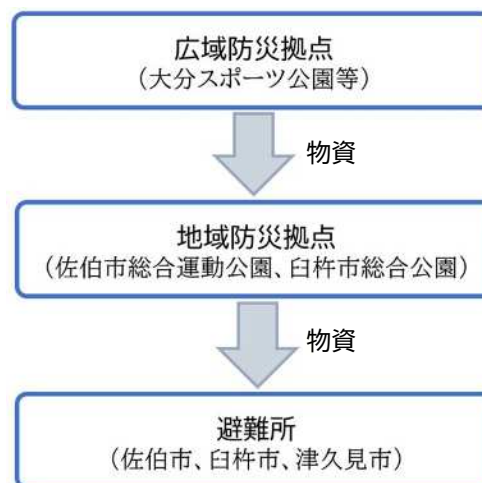 広域防災拠点
（大分スポーツ公園等）
物資
地域防災拠点
（佐伯市総合運動公園、臼杵市総合公園）
物資
避難所
（佐伯市、臼杵市、津久見市）